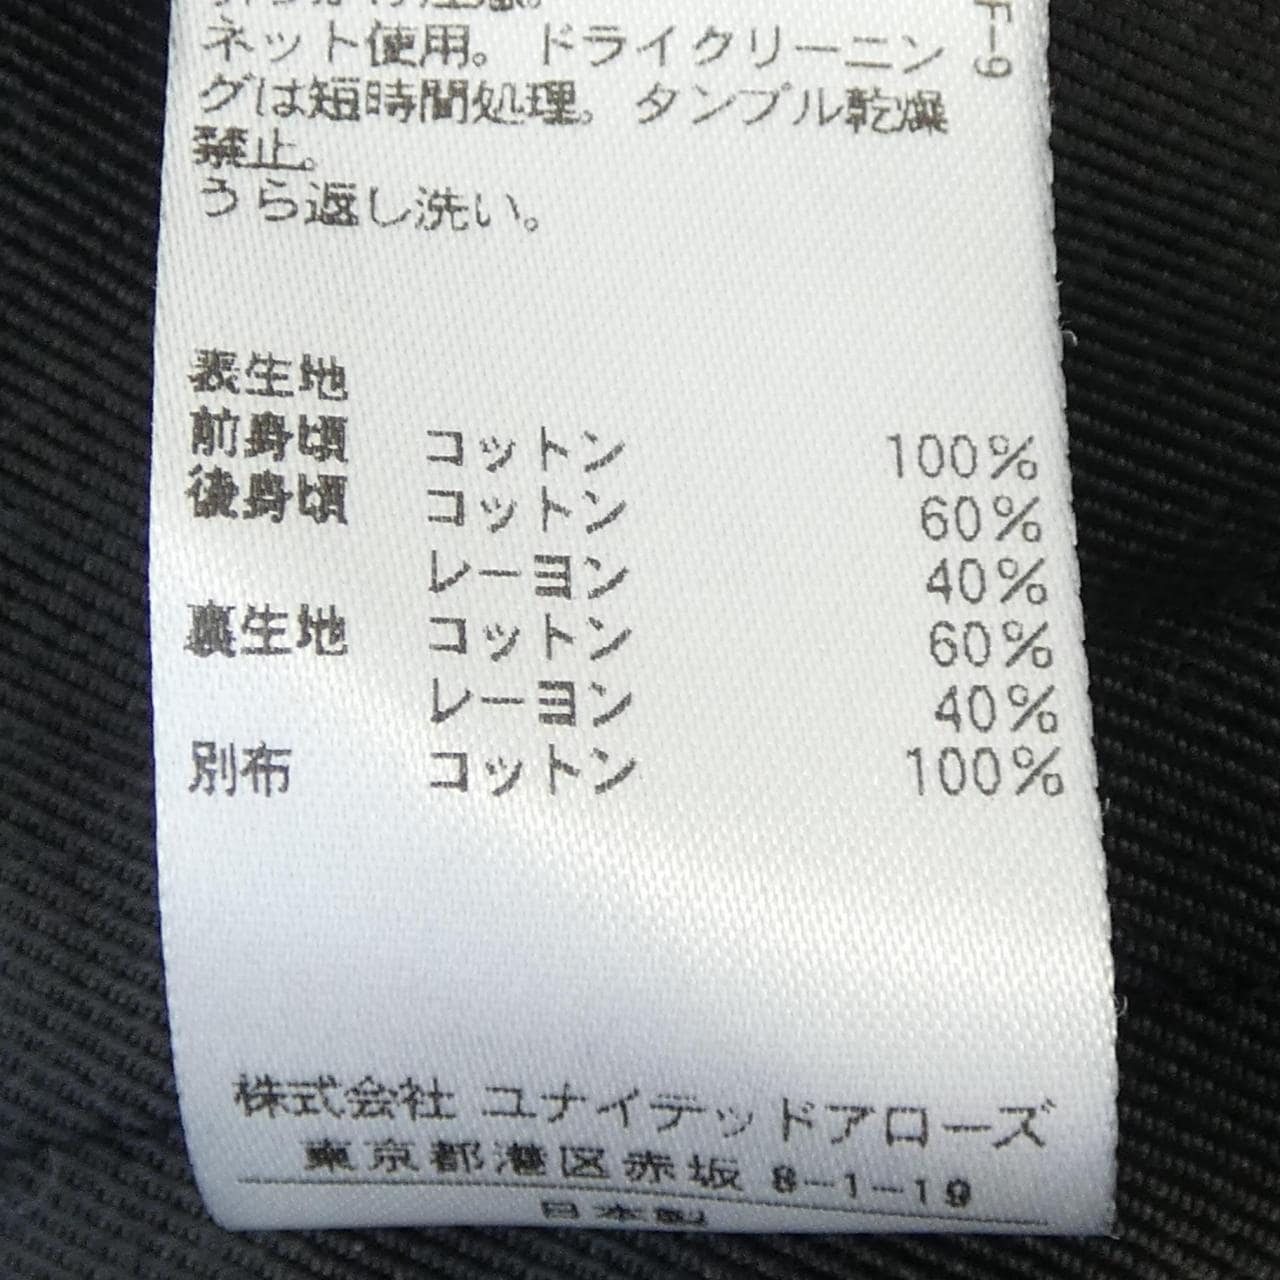 ネット使用。ドライクリーニン
グは短時間処理。タンブル乾燥
禁止。
うら返し洗い。
F-9
表生地
前身頃 コットン 100%
後身頃 コットン 60%
レーヨン 40%
裏生地 コットン 60%
レーヨン 40%
別布 コットン 100%
株式会社 ユナイテッドアローズ
東京都港区赤坂 8-1-19
日本製